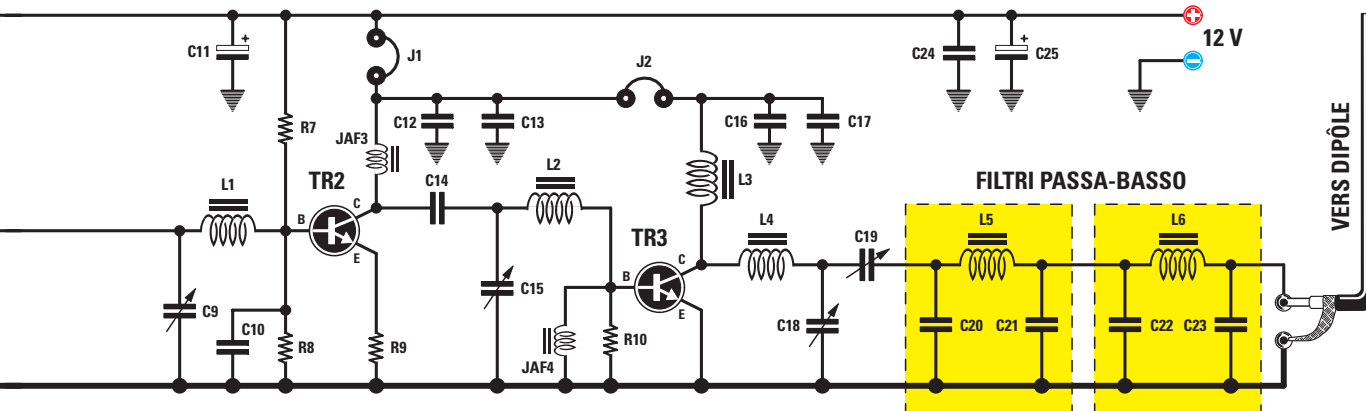 C11
+
J1
J2
C24
+
C25
12 V
R7
C12
C13
C16
C17
JAF3
L1
TR2
C14
L2
L3
FILTRI PASSA-BASSO
VERS DIPÔLE
B
C
E
TR3
L4
C19
L5
L6
B
C
E
C9
C10
R8
R9
C15
JAF4
R10
C18
C20
C21
C22
C23